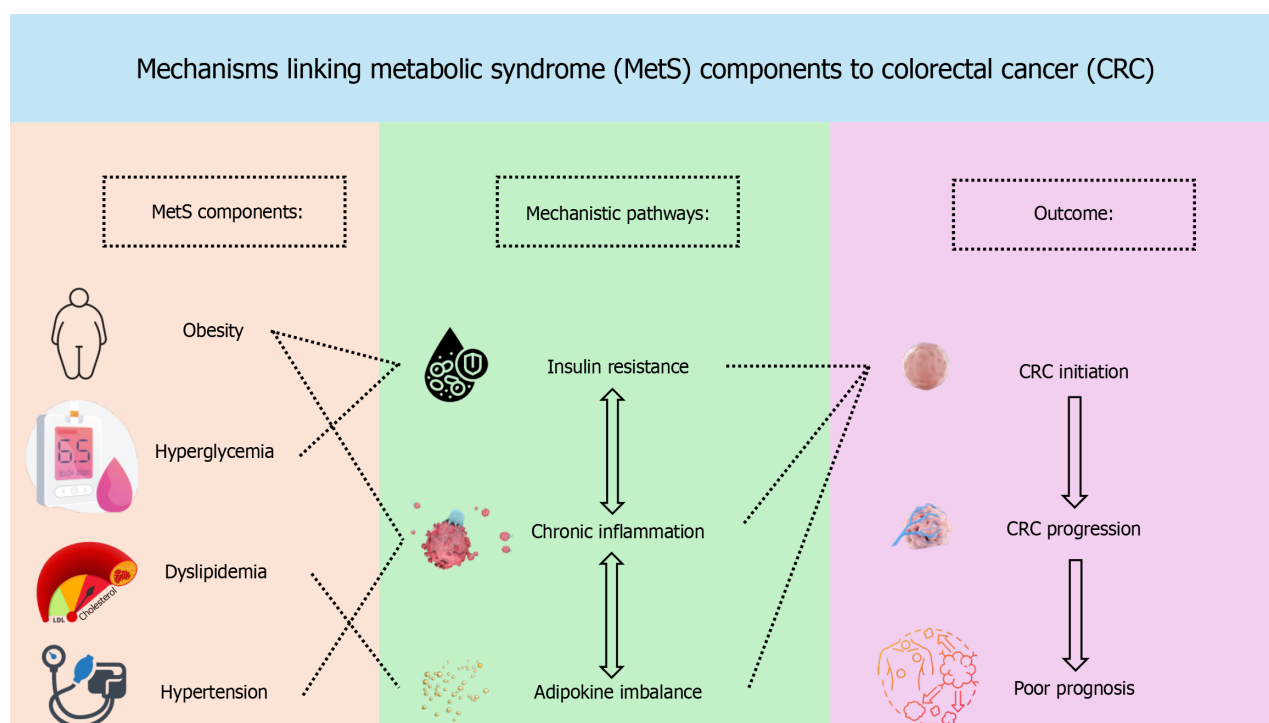 Mechanisms linking metabolic syndrome (MetS) components to colorectal cancer (CRC)
MetS components:
Mechanistic pathways:
Outcome:
Obesity
Hyperglycemia
6.5
Dyslipidemia
LDL
Cholesterol
Hypertension
Insulin resistance
Chronic inflammation
Adipokine imbalance
CRC initiation
CRC progression
Poor prognosis